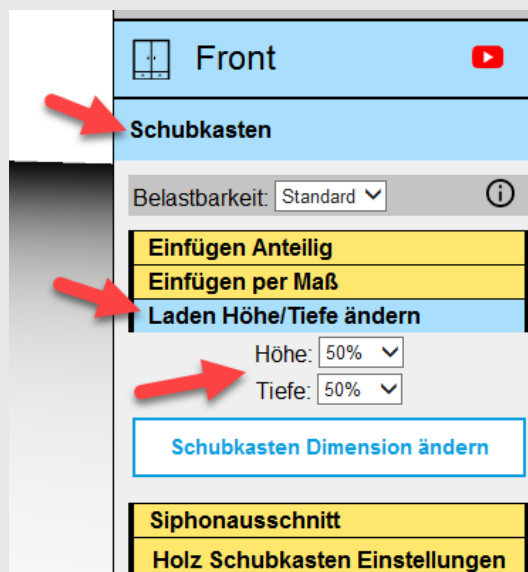 Front
Schubkasten
Belastbarkeit: Standard
Einfügen Anteilig
Einfügen per Maß
Laden Höhe/Tiefe ändern
Höhe: 50%
Tiefe: 50%
Schubkasten Dimension ändern
Siphonausschnitt
Holz Schubkasten Einstellungen